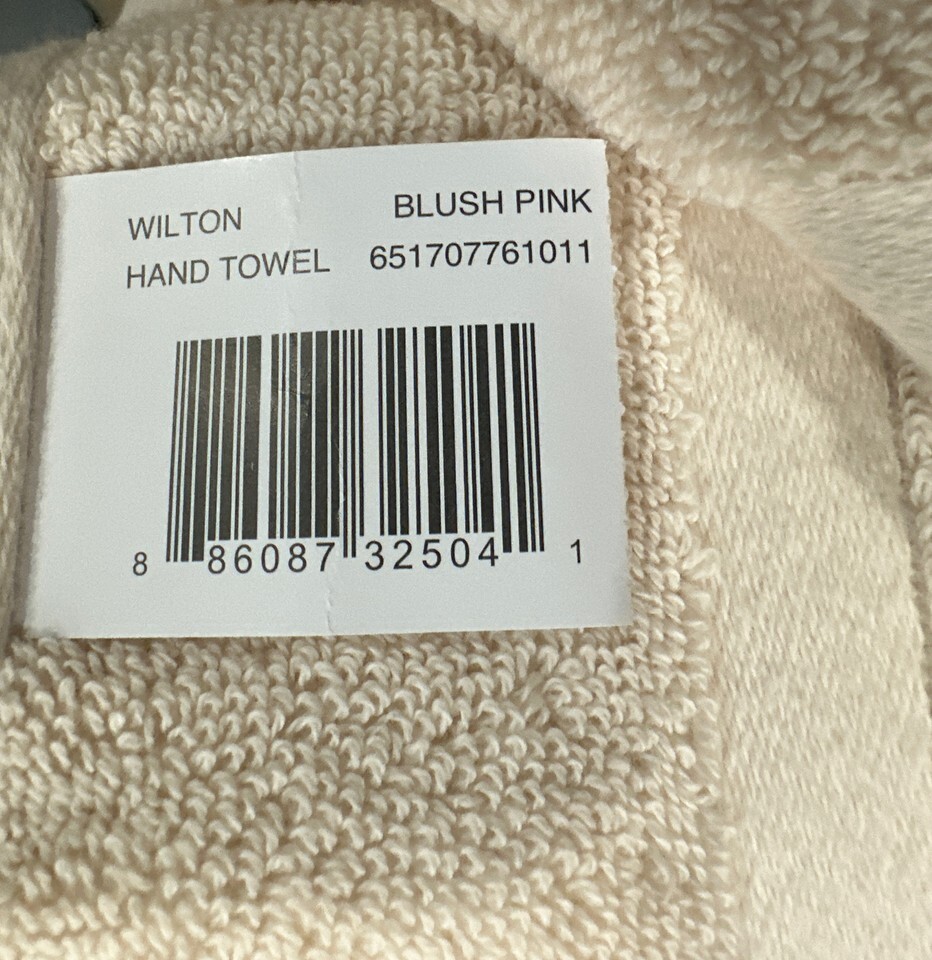 WILTON BLUSH PINK
HAND TOWEL 651707761011
8 86087 32504 1